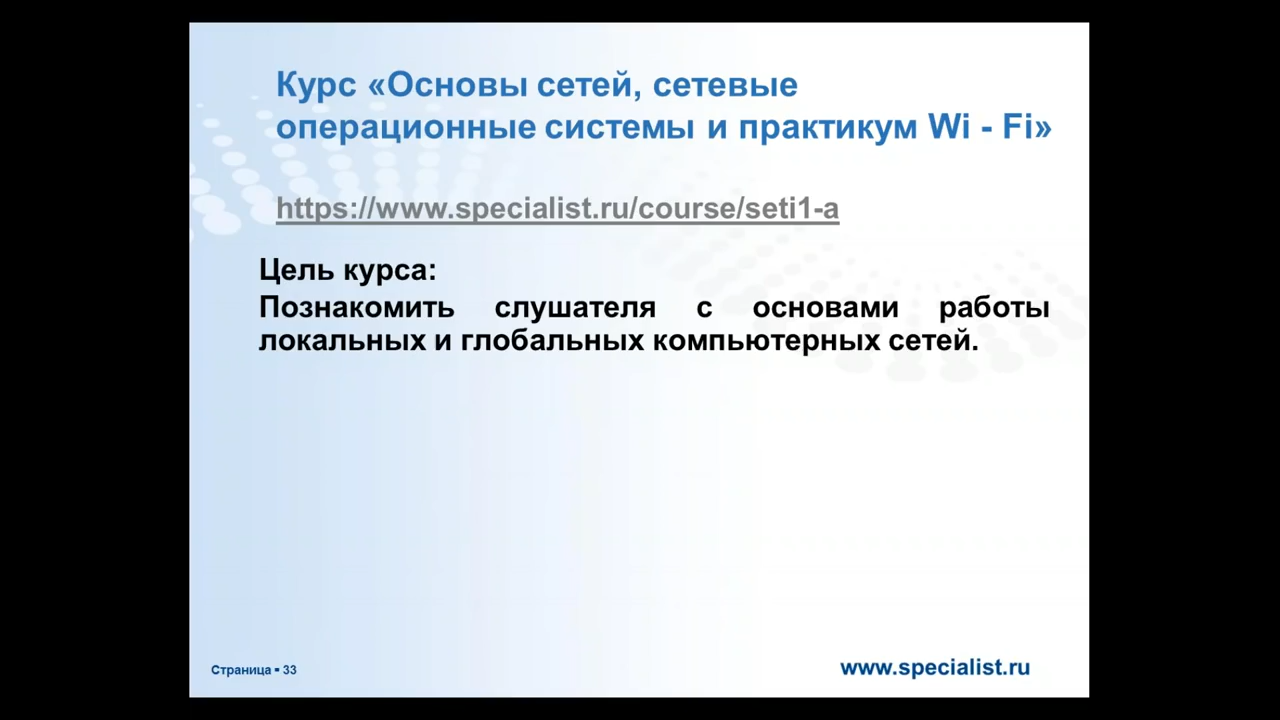 Курс «Основы сетей, сетевые
операционные системы и практикум Wi - Fi»
https://www.specialist.ru/course/seti1-a
Цель курса:
Познакомить слушателя с основами работы
локальных и глобальных компьютерных сетей.
Страница ▪ 33
www.specialist.ru